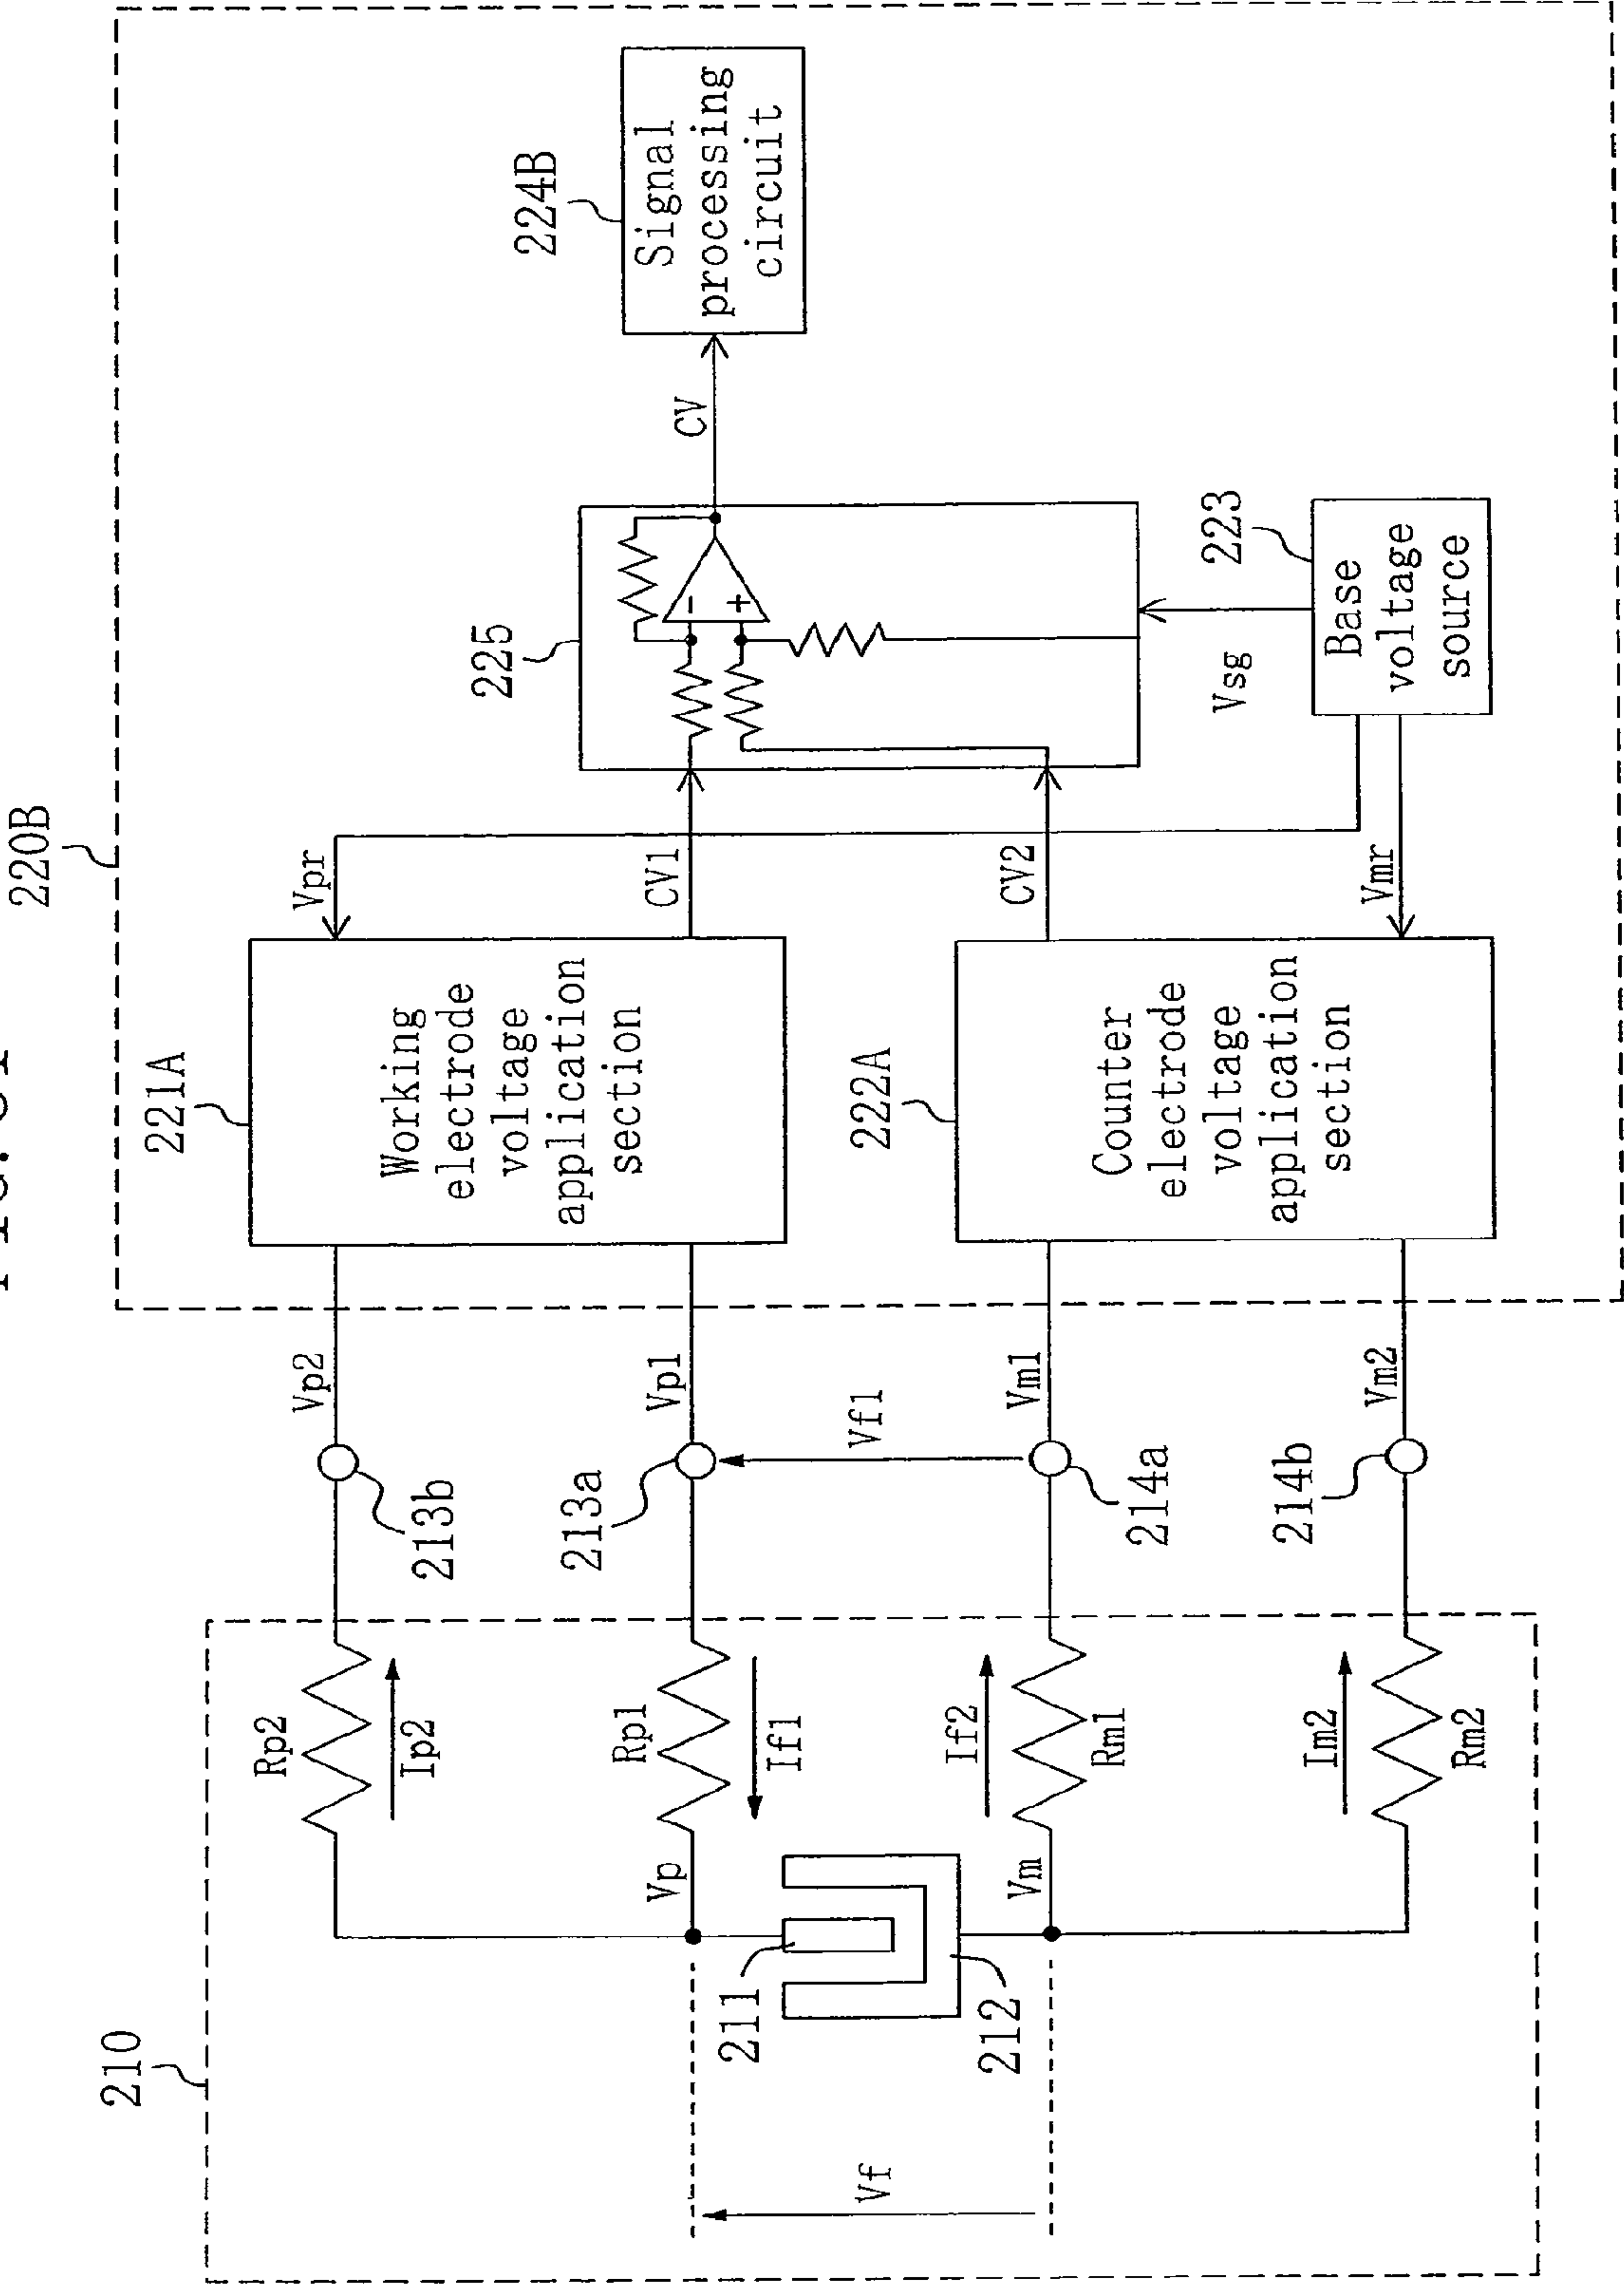 220B
210
Rp2
Ip2
213b
Vp2
221A
Working
electrode
voltage
application
section
Vpr
224B
Signal
processing
circuit
Vp
Rp1
If1
213a
Vp1
CV1
225
-
+
CV
211
212
Vf
Vf1
Vm
If2
Rm1
214a
Vm1
222A
Counter
electrode
voltage
application
section
CV2
Vsg
223
Base
voltage
source
Vmr
Im2
Rm2
214b
Vm2